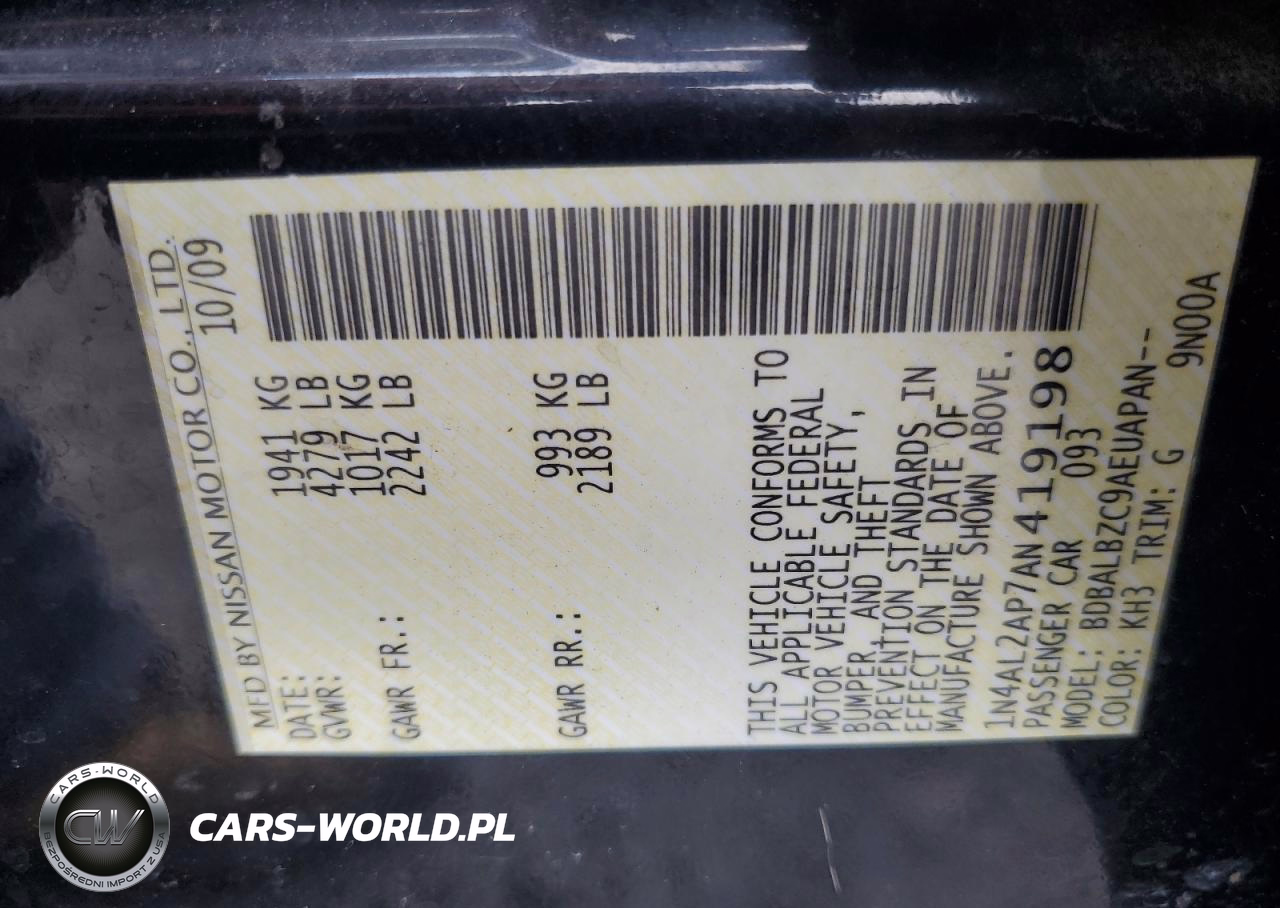 MFD BY NISSAN MOTOR CO., LTD.
DATE: 10/09
GVWR: 1941 KG
4279 LB
GAWR FR.: 1017 KG
2242 LB
GAWR RR.: 993 KG
2189 LB
THIS VEHICLE CONFORMS TO
ALL APPLICABLE FEDERAL
MOTOR VEHICLE SAFETY,
BUMPER AND THEFT
PREVENTION STANDARDS IN
EFFECT ON THE DATE OF
MANUFACTURE SHOWN ABOVE.
1N4AL2AP7AN419198
PASSENGER CAR 093
MODEL: BDBALBZC9AEUAPAN--
COLOR: KH3 TRIM: G 9N00A
CARS-WORLD
CW
BEZPOŚREDNI IMPORT Z USA
CARS-WORLD.PL